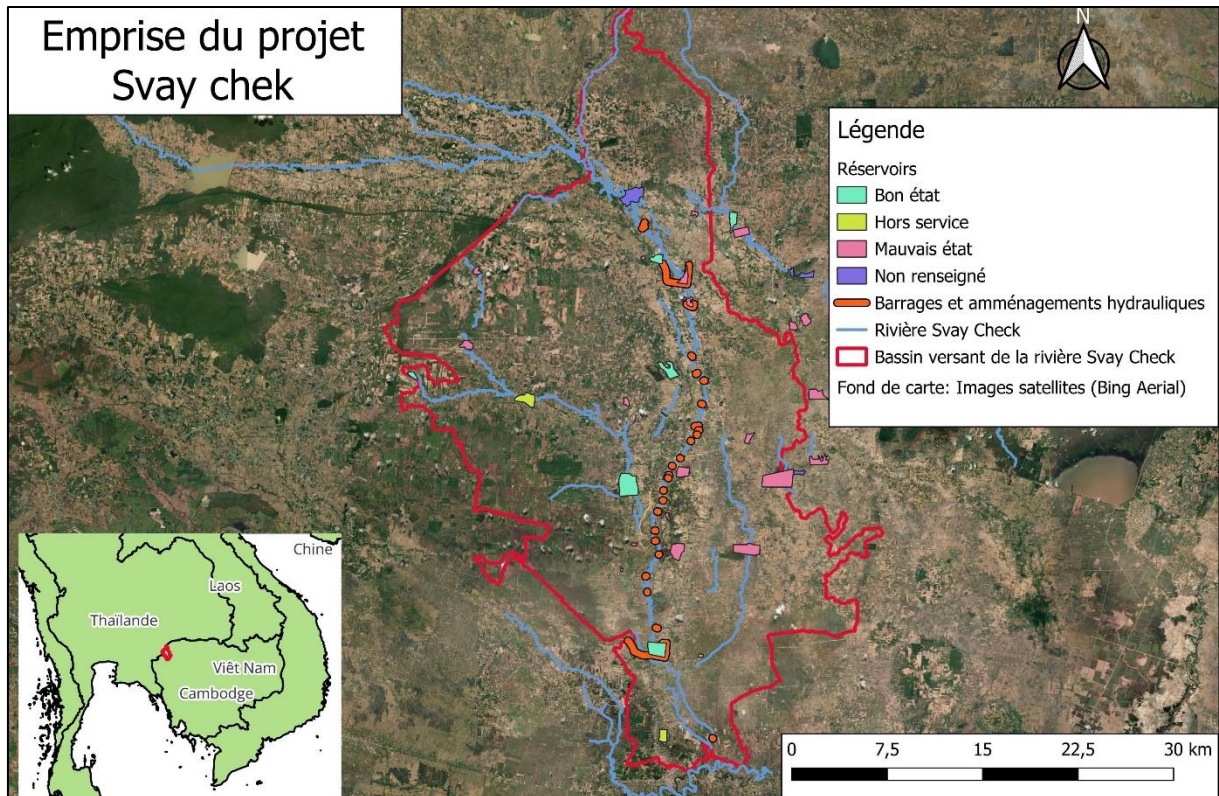 Emprise du projet
Svay chek
N
Légende
Réservoirs
Bon état
Hors service
Mauvais état
Non renseigné
Barrages et amménagements hydrauliques
Rivière Svay Check
Bassin versant de la rivière Svay Check
Fond de carte: Images satellites (Bing Aerial)
Chine
Laos
Thaïlande
Viêt Nam
Cambodge
0 7,5 15 22,5 30 km